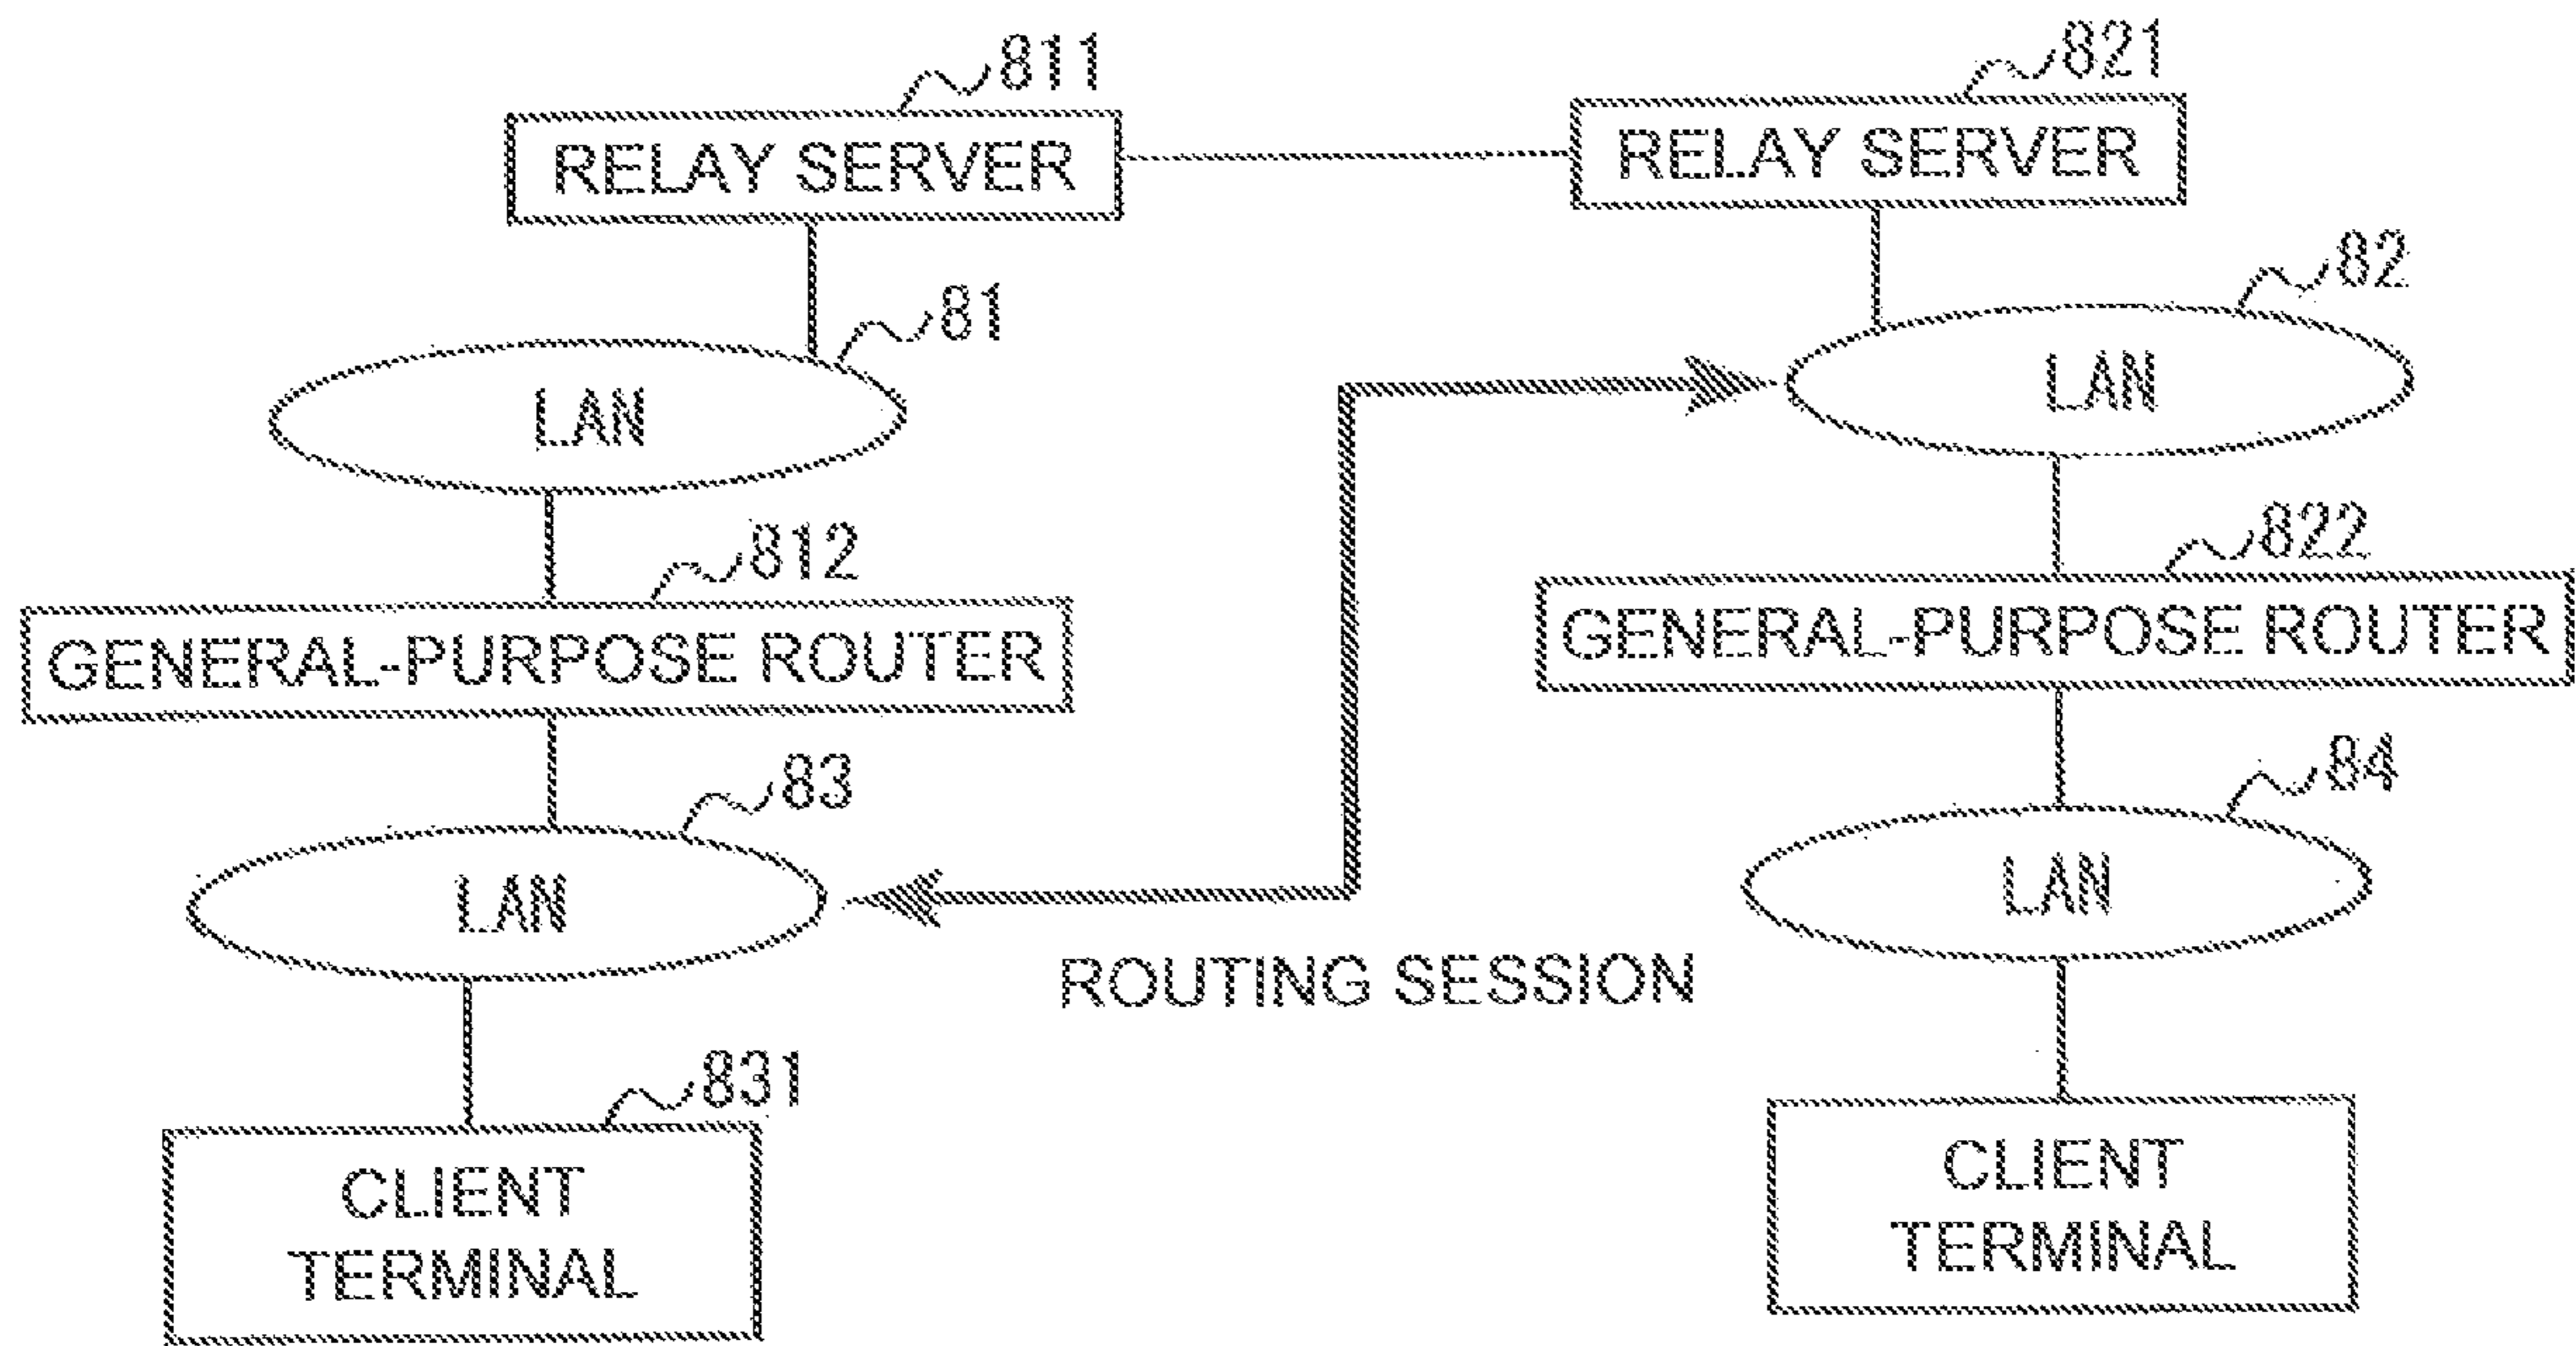 811
RELAY SERVER
821
RELAY SERVER
81
LAN
82
LAN
812
GENERAL-PURPOSE ROUTER
822
GENERAL-PURPOSE ROUTER
83
LAN
84
LAN
ROUTING SESSION
831
CLIENT
TERMINAL
CLIENT
TERMINAL